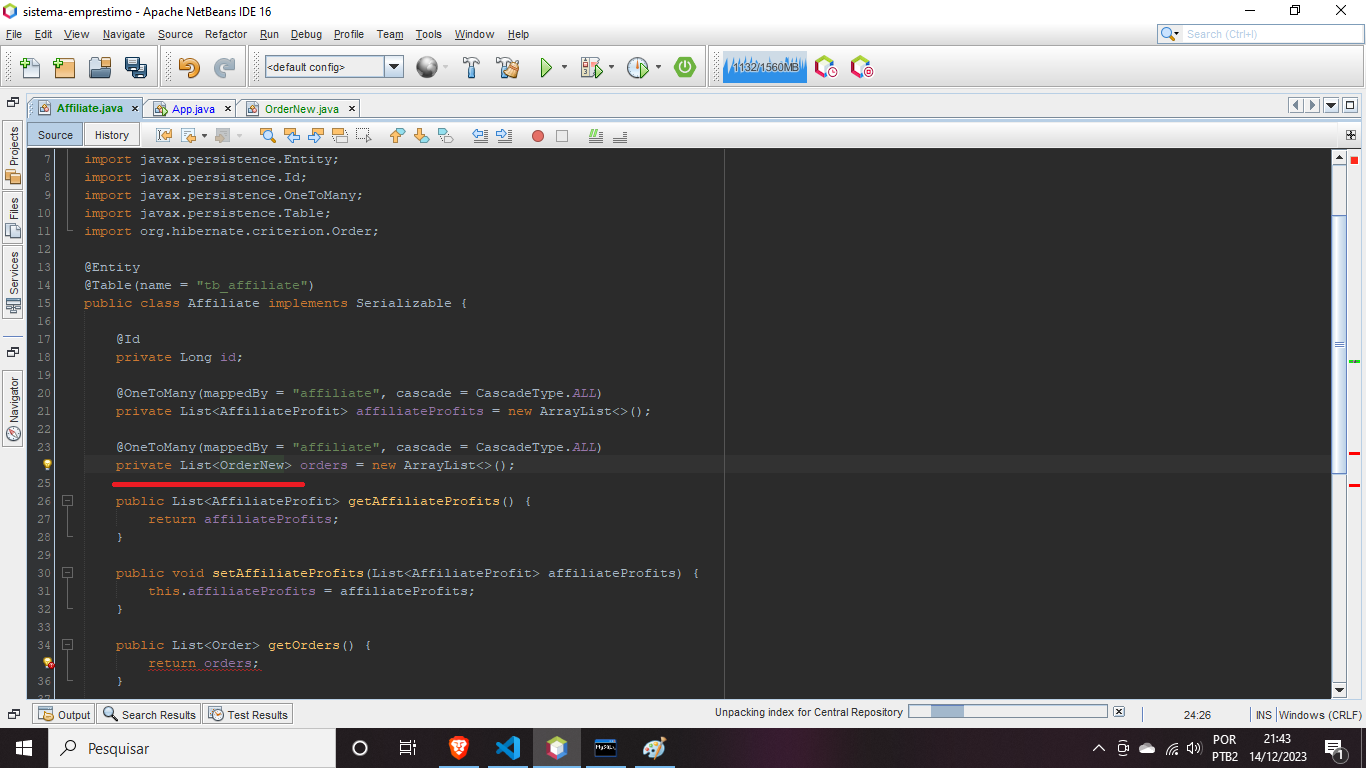 sistema-emprestimo - Apache NetBeans IDE 16
File Edit View Navigate Source Refactor Run Debug Profile Team Tools Window Help
Search (Ctrl+I)
<default config>
1132/1560MB
Affiliate.java App.java OrderNew.java
Source History
Projects
Files
Services
Navigator
7 import javax.persistence.Entity;
8 import javax.persistence.Id;
9 import javax.persistence.OneToMany;
10 import javax.persistence.Table;
11 import org.hibernate.criterion.Order;
12
13 @Entity
14 @Table(name = "tb_affiliate")
15 public class Affiliate implements Serializable {
16
17 @Id
18 private Long id;
19
20 @OneToMany(mappedBy = "affiliate", cascade = CascadeType.ALL)
21 private List<AffiliateProfit> affiliateProfits = new ArrayList<>();
22
23 @OneToMany(mappedBy = "affiliate", cascade = CascadeType.ALL)
private List<OrderNew> orders = new ArrayList<>();
25
26 public List<AffiliateProfit> getAffiliateProfits() {
27 return affiliateProfits;
28 }
29
30 public void setAffiliateProfits(List<AffiliateProfit> affiliateProfits) {
31 this.affiliateProfits = affiliateProfits;
32 }
33
34 public List<Order> getOrders() {
return orders;
36 }
37
Output Search Results Test Results
Unpacking index for Central Repository
24:26 INS Windows (CRLF)
Pesquisar
MySQL
POR
PTB2
21:43
14/12/2023
1